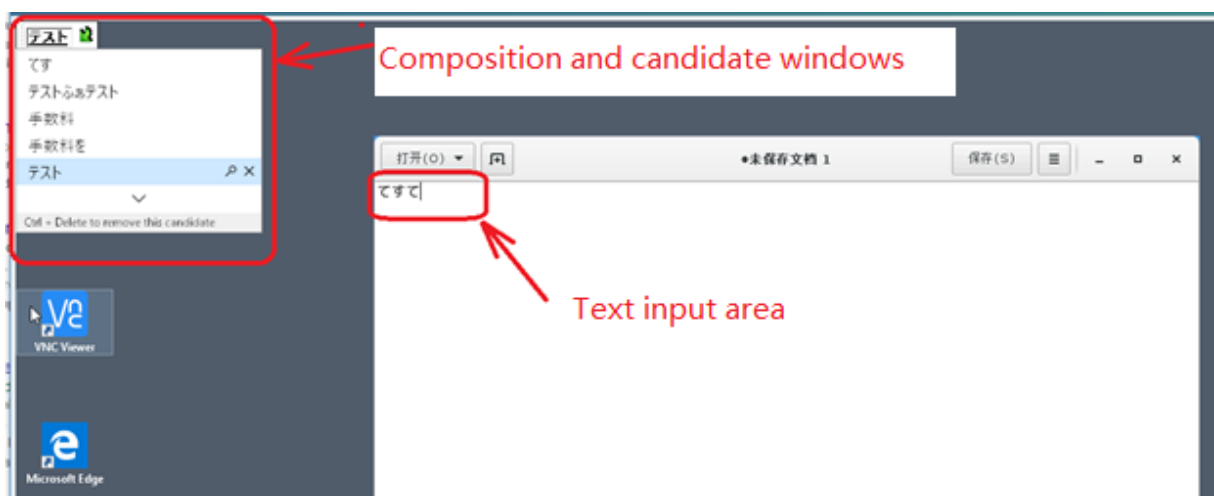 テスト
てす
テストふぁテスト
手数料
手数料を
テスト
Ctrl + Delete to remove this candidate
Composition and candidate windows
打开(O)
•未保存文档 1
保存(S)
てすて
Text input area
VNC Viewer
Microsoft Edge